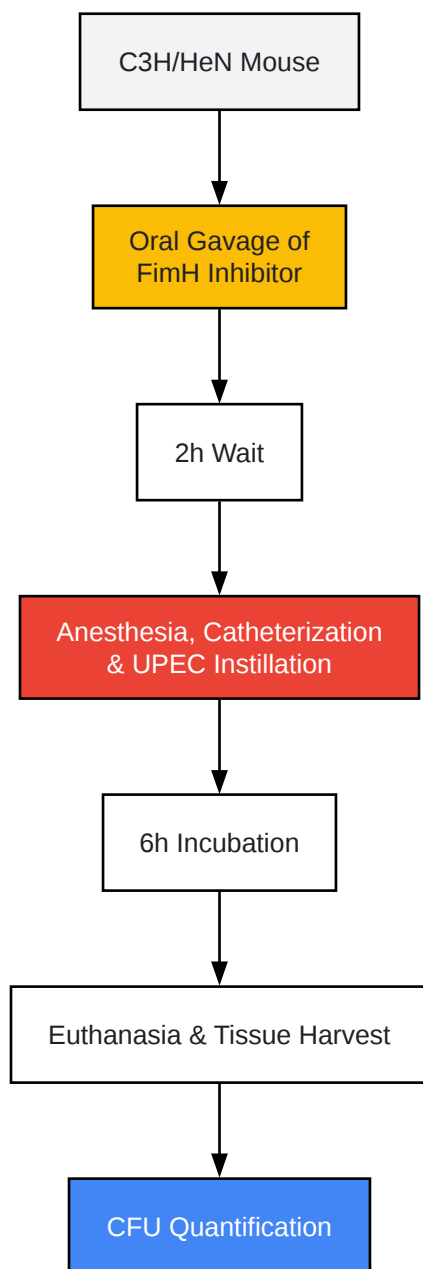 C3H/HeN Mouse
Oral Gavage of
FimH Inhibitor
2h Wait
Anesthesia, Catheterization
& UPEC Instillation
6h Incubation
Euthanasia & Tissue Harvest
CFU Quantification